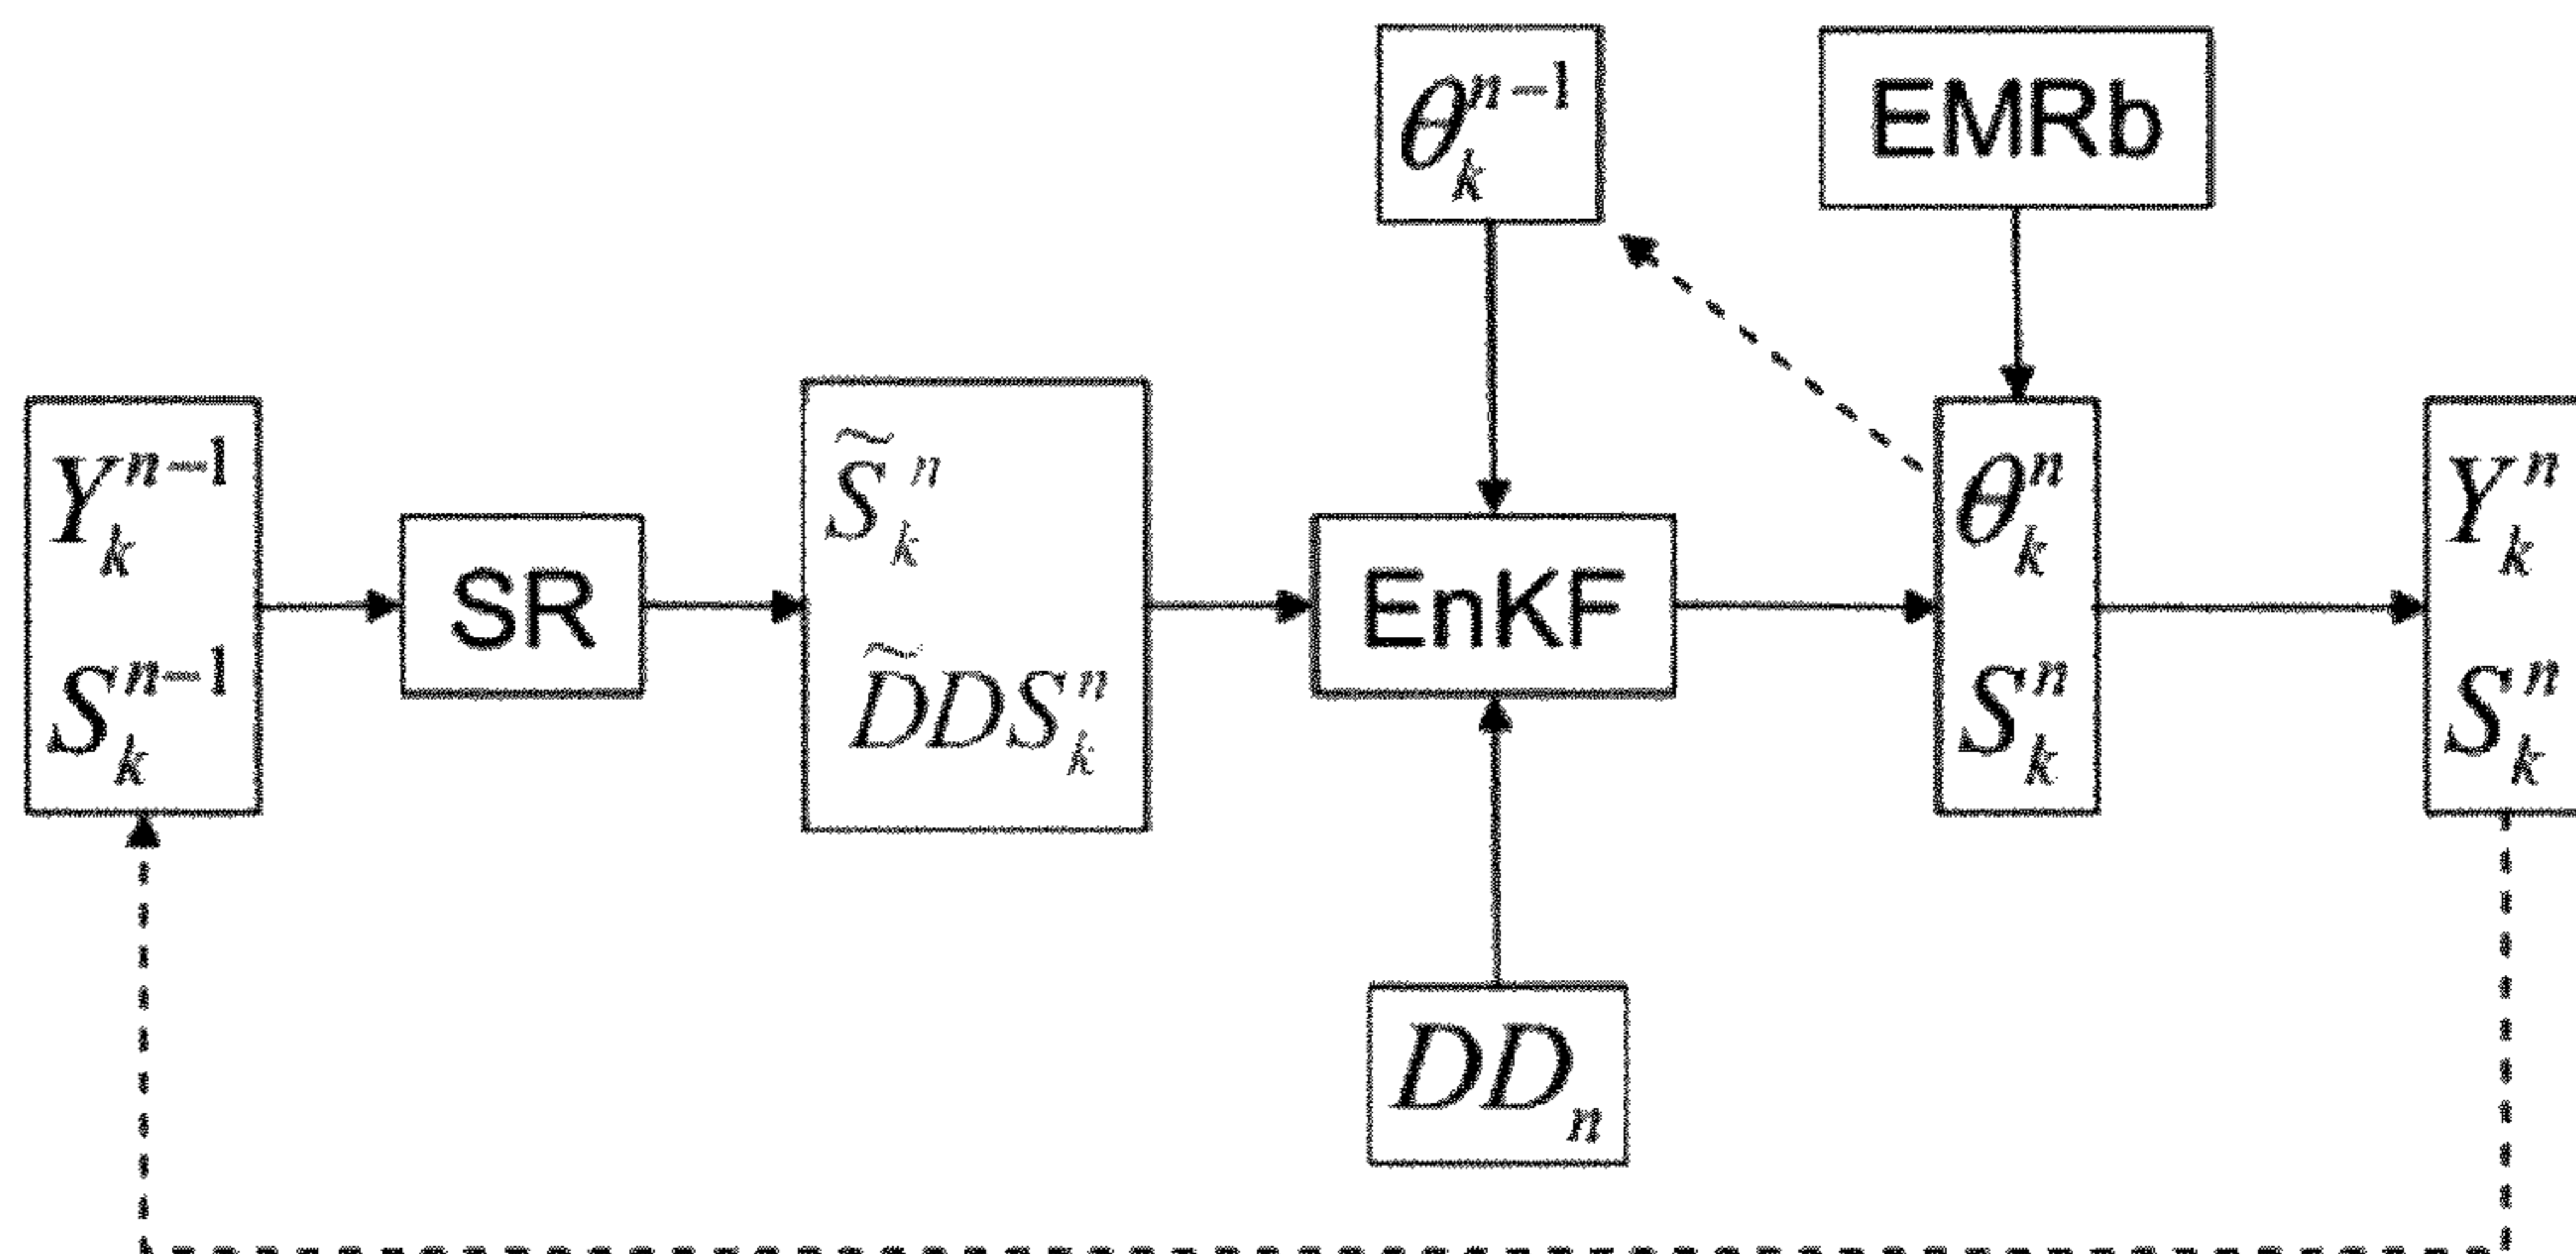 θ_k^{n-1}
EMRb
Y_k^{n-1}
S_k^{n-1}
SR
S̃_k^n
D̃DS_k^n
EnKF
θ_k^n
S_k^n
Y_k^n
S_k^n
DD_n